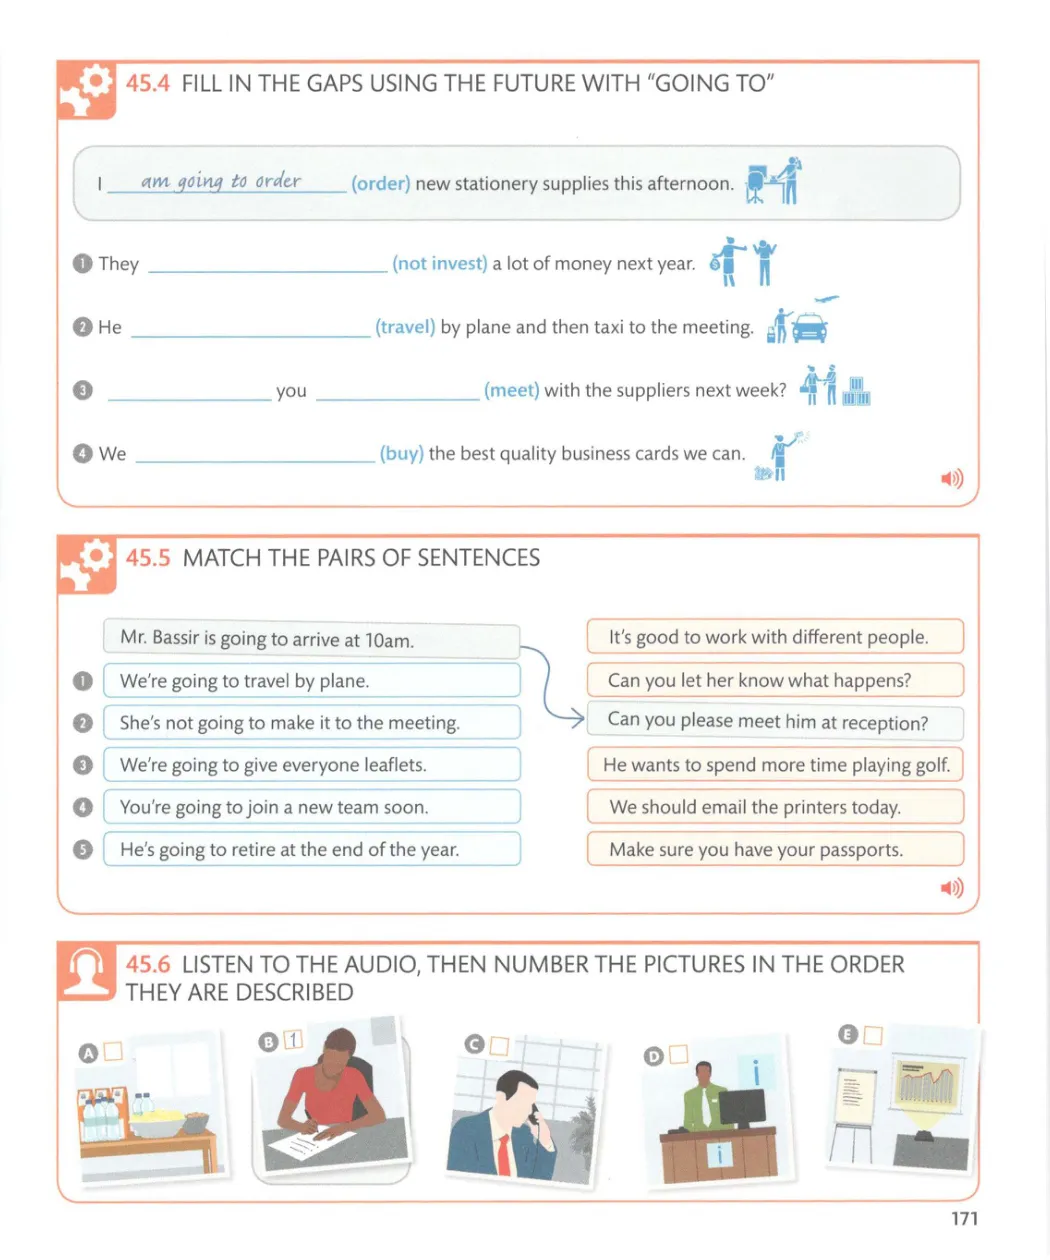 45.4 FILL IN THE GAPS USING THE FUTURE WITH "GOING TO"
I am going to order (order) new stationery supplies this afternoon.
1 They ____ (not invest) a lot of money next year.
2 He ____ (travel) by plane and then taxi to the meeting.
3 ____ you ____ (meet) with the suppliers next week?
4 We ____ (buy) the best quality business cards we can.
45.5 MATCH THE PAIRS OF SENTENCES
Mr. Bassir is going to arrive at 10am.
1 We're going to travel by plane.
2 She's not going to make it to the meeting.
3 We're going to give everyone leaflets.
4 You're going to join a new team soon.
5 He's going to retire at the end of the year.
It's good to work with different people.
Can you let her know what happens?
Can you please meet him at reception?
He wants to spend more time playing golf.
We should email the printers today.
Make sure you have your passports.
45.6 LISTEN TO THE AUDIO, THEN NUMBER THE PICTURES IN THE ORDER
THEY ARE DESCRIBED
A
B 1
C
D
E
i
i
171